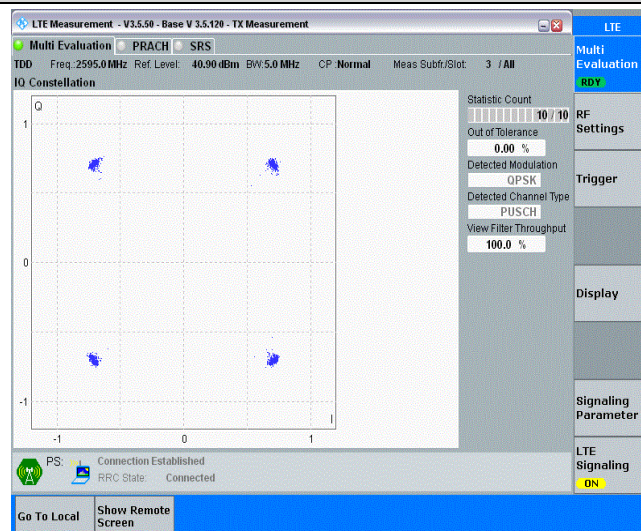 LTE Measurement - V3.5.50 - Base V 3.5.120 - TX Measurement
LTE
Multi Evaluation PRACH SRS
Multi
Evaluation
RDY
TDD Freq.:2595.0 MHz Ref. Level: 40.90 dBm BW:5.0 MHz CP :Normal Meas Subfr./Slot: 3 / All
IQ Constellation
Q
1
0
-1
-1
0
1
I
Statistic Count
10 / 10
Out of Tolerance
0.00 %
Detected Modulation
QPSK
Detected Channel Type
PUSCH
View Filter Throughput
100.0 %
RF
Settings
Trigger
Display
Signaling
Parameter
LTE
Signaling
ON
PS: Connection Established
RRC State: Connected
Go To Local
Show Remote
Screen